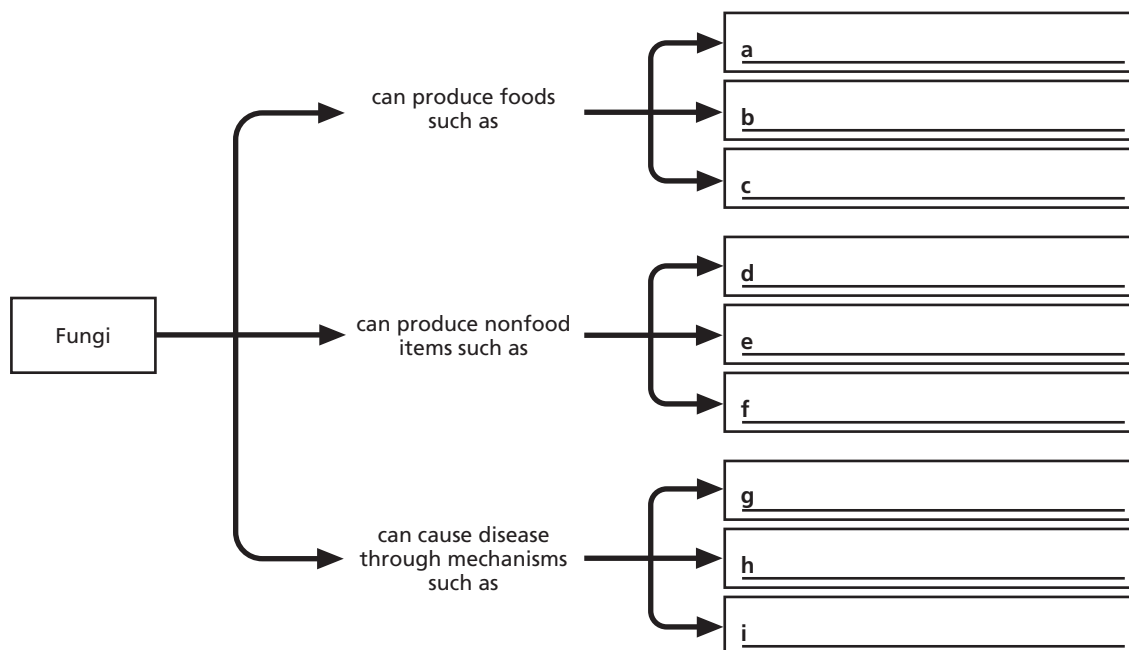 a
can produce foods
such as
b
c
d
Fungi
can produce nonfood
items such as
e
f
g
can cause disease
through mechanisms
such as
h
i